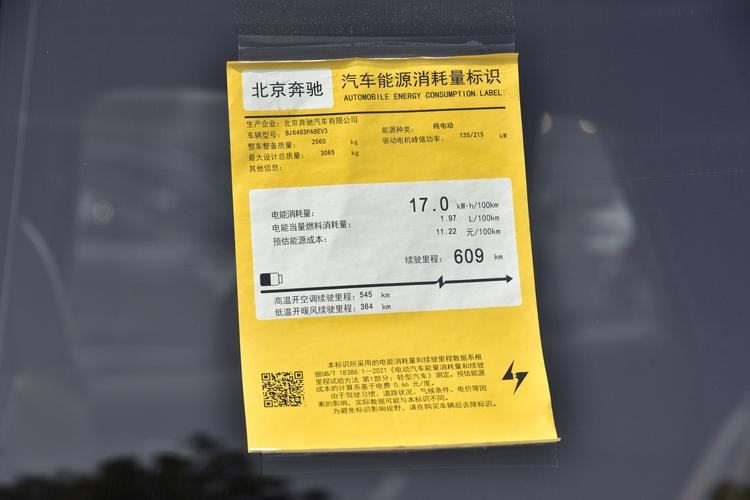 北京奔驰
汽车能源消耗量标识
AUTOMOBILE ENERGY CONSUMPTION LABEL
生产企业：北京奔驰汽车有限公司
车辆型号：BJ6493PABEV3
能源种类：纯电动
整车整备质量：2560 kg
驱动电机峰值功率：135/215 kW
最大设计总质量：3065 kg
其他信息：
电能消耗量：17.0 kW·h/100km
电能当量燃料消耗量：1.97 L/100km
预估能源成本：11.22 元/100km
续驶里程：609 km
高温开空调续驶里程：545 km
低温开暖风续驶里程：364 km
本标识所采用的电能消耗量和续驶里程数据系根
据GB/T 18386.1—2021《电动汽车能量消耗量和续驶
里程试验方法 第1部分：轻型汽车》测定。预估能源
成本的计算系基于电费 0.66 元/度。
由于驾驶习惯、道路状况、气候条件、电价等因
素的影响，实际数据可能与本标识不同。
为避免标识影响视野，请在购买车辆后去除标识。